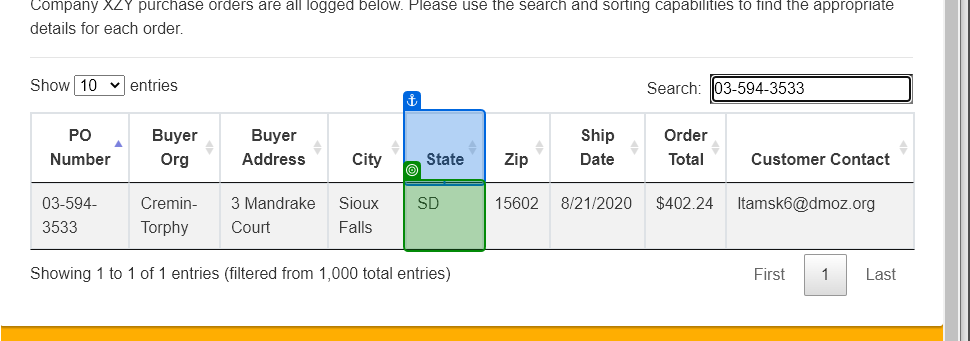 Company XZY purchase orders are all logged below. Please use the search and sorting capabilities to find the appropriate
details for each order.
Show 10 entries
Search: 03-594-3533
PO Number Buyer Org Buyer Address City State Zip Ship Date Order Total Customer Contact
03-594-3533 Cremin-Torphy 3 Mandrake Court Sioux Falls SD 15602 8/21/2020 $402.24 ltamsk6@dmoz.org
Showing 1 to 1 of 1 entries (filtered from 1,000 total entries)
First 1 Last